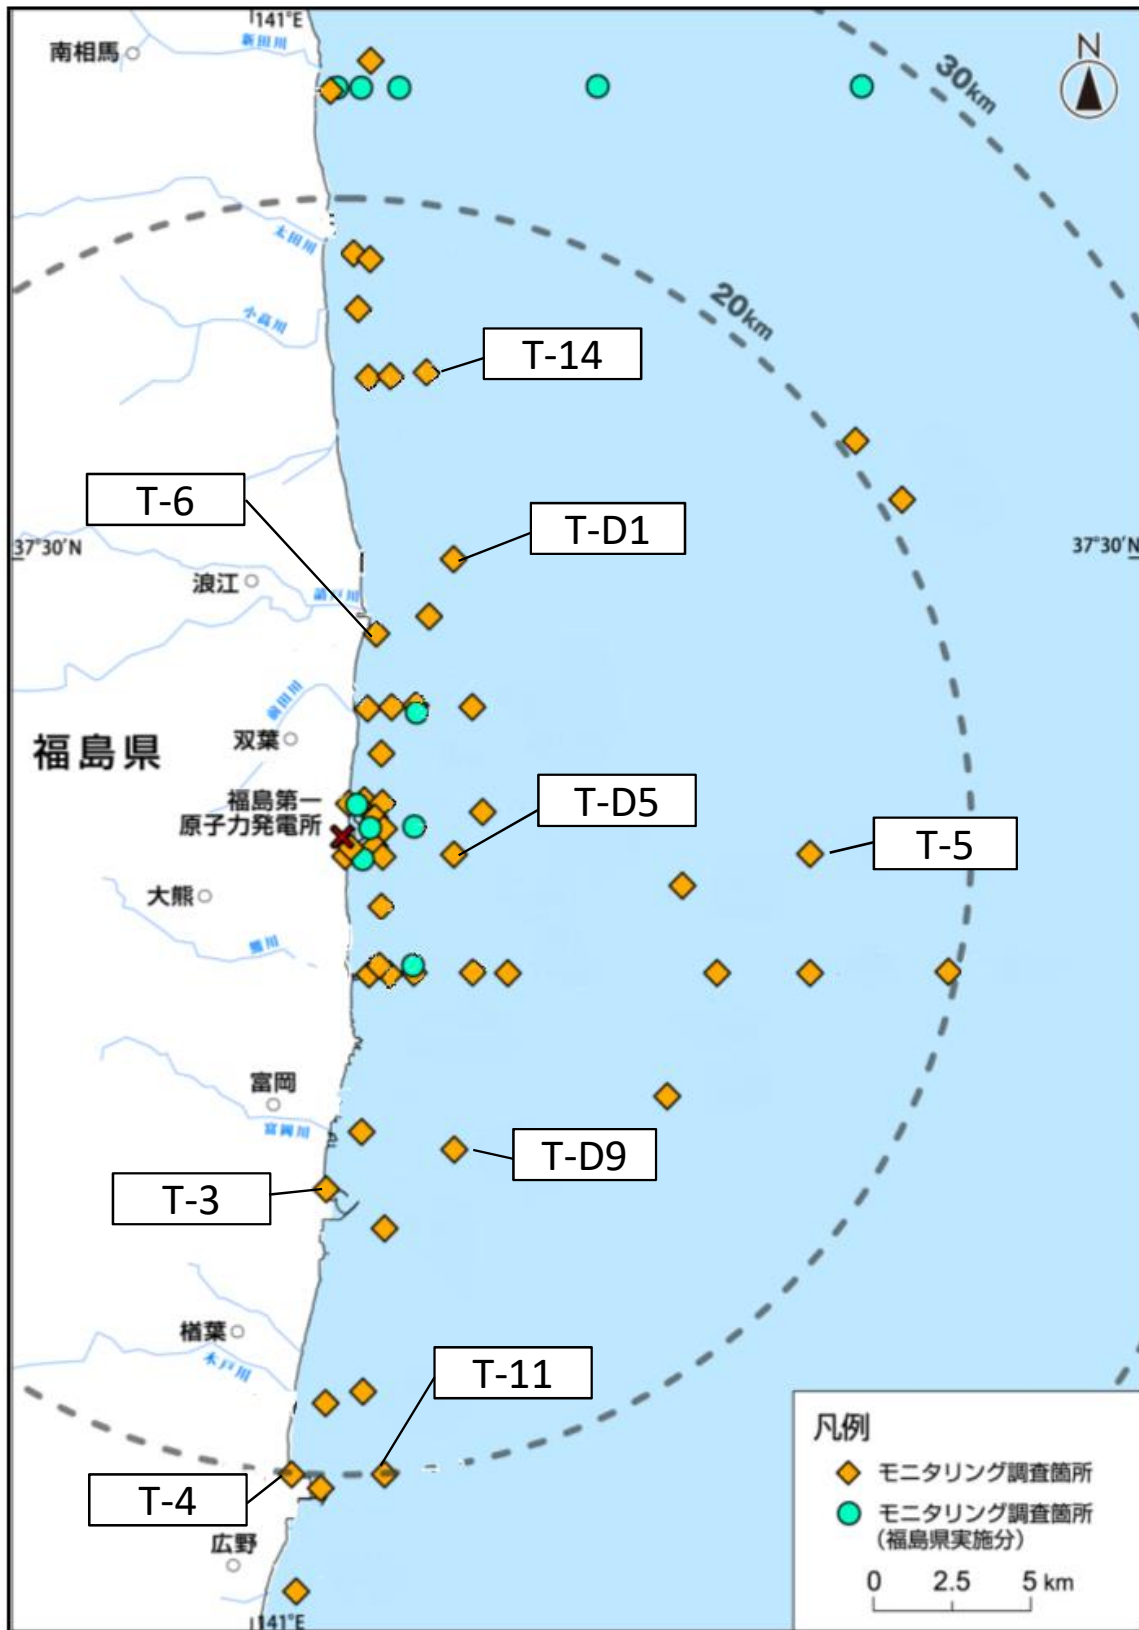 141°E
新田川
南相馬
N
30km
太田川
小高川
20km
T-14
T-6
T-D1
37°30'N
37°30'N
浪江
請戸川
前田川
福島県
双葉
福島第一
原子力発電所
T-D5
T-5
大熊
熊川
富岡
富岡川
T-D9
T-3
楢葉
木戸川
T-11
T-4
広野
141°E
凡例
モニタリング調査箇所
モニタリング調査箇所
(福島県実施分)
0 2.5 5 km